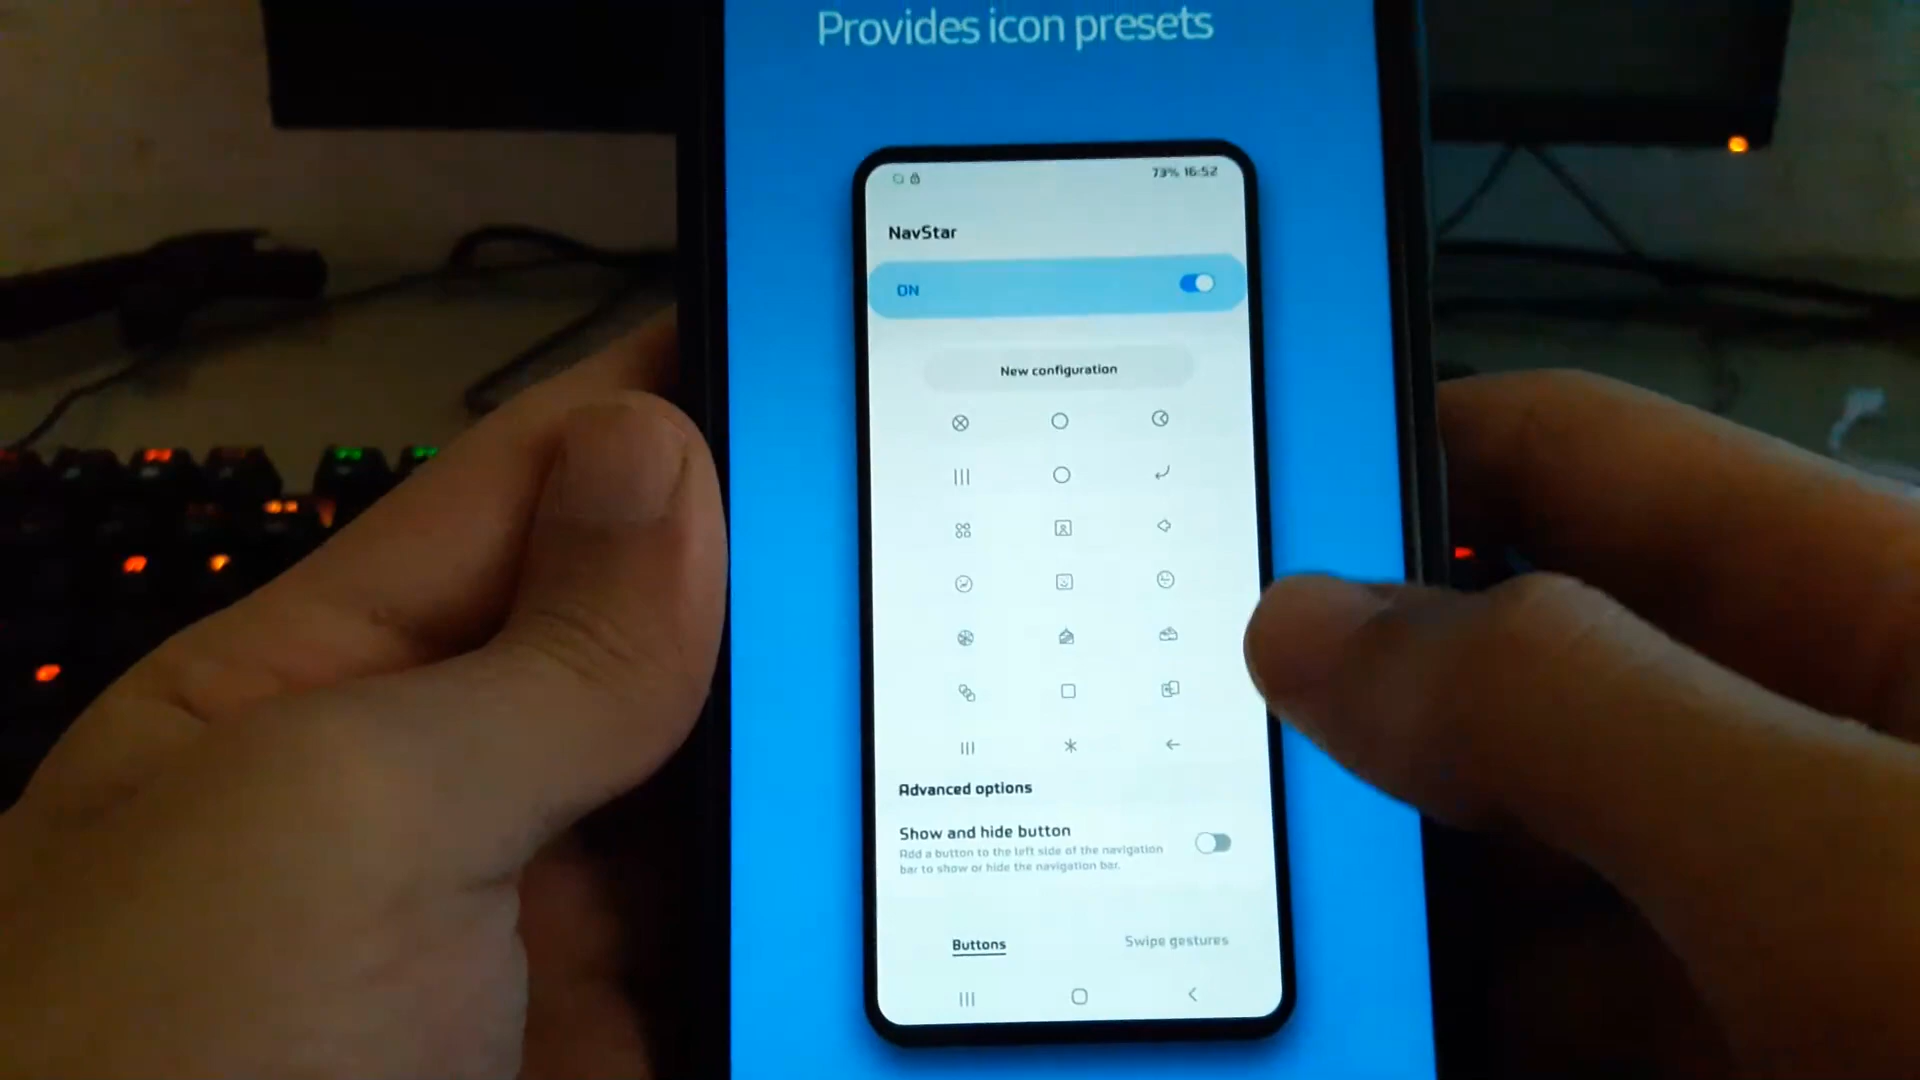 Provides icon presets
73% 16:52
NavStar
ON
New configuration
Advanced options
Show and hide button
Add a button to the left side of the navigation
bar to show or hide the navigation bar.
Buttons
Swipe gestures